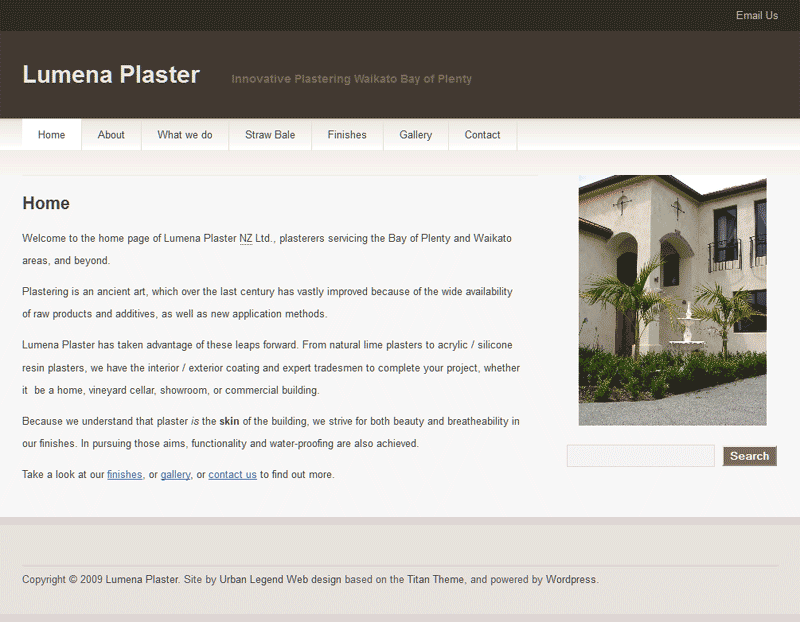 Email Us
Lumena Plaster Innovative Plastering Waikato Bay of Plenty
Home About What we do Straw Bale Finishes Gallery Contact
Home
Welcome to the home page of Lumena Plaster NZ Ltd., plasterers servicing the Bay of Plenty and Waikato
areas, and beyond.
Plastering is an ancient art, which over the last century has vastly improved because of the wide availability
of raw products and additives, as well as new application methods.
Lumena Plaster has taken advantage of these leaps forward. From natural lime plasters to acrylic / silicone
resin plasters, we have the interior / exterior coating and expert tradesmen to complete your project, whether
it be a home, vineyard cellar, showroom, or commercial building.
Because we understand that plaster is the skin of the building, we strive for both beauty and breatheability in
our finishes. In pursuing those aims, functionality and water-proofing are also achieved.
Take a look at our finishes, or gallery, or contact us to find out more.
Search
Copyright © 2009 Lumena Plaster. Site by Urban Legend Web design based on the Titan Theme, and powered by Wordpress.